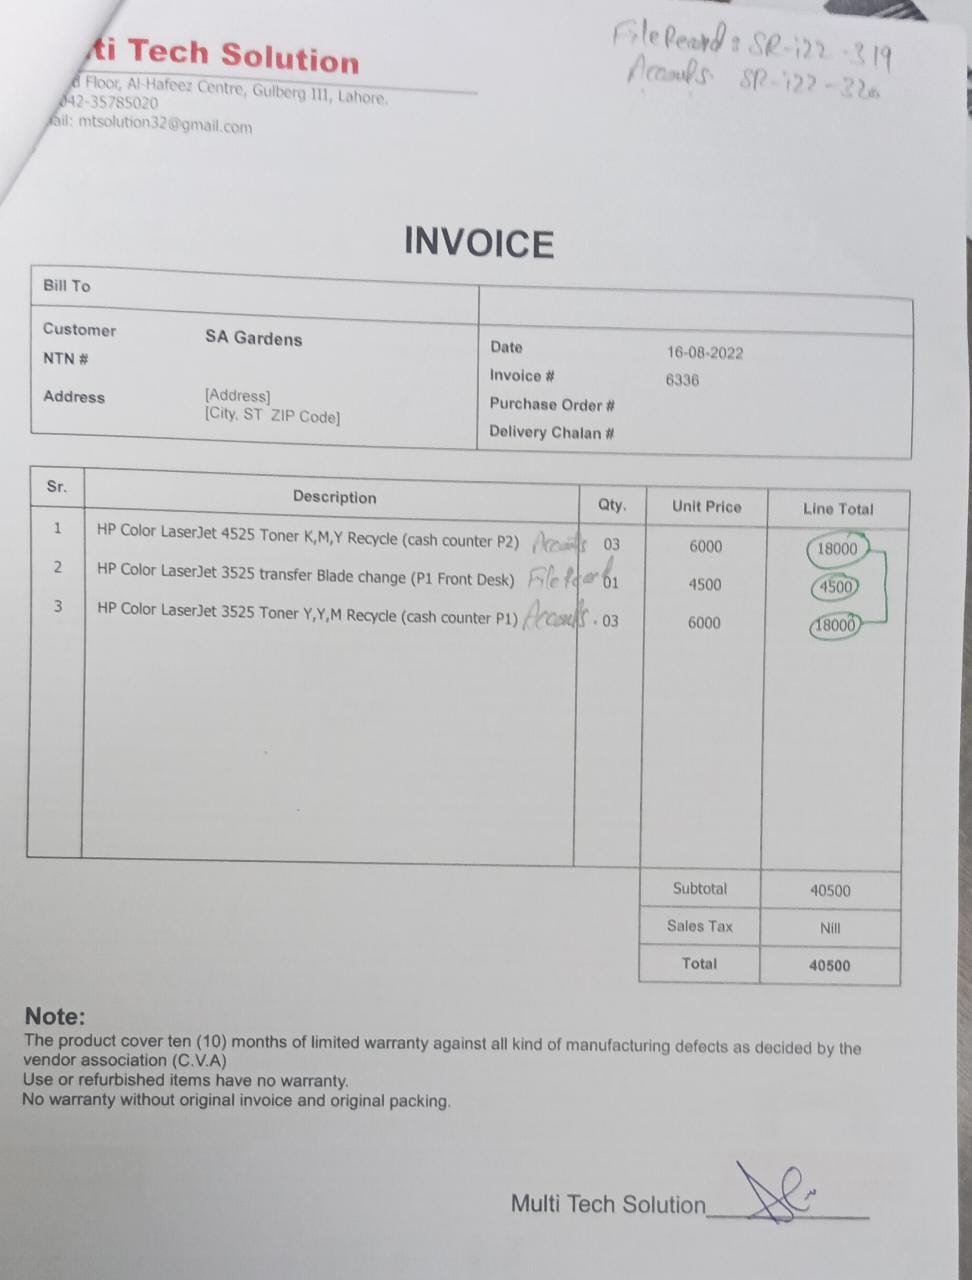 ti Tech Solution
File Record : SR-i22-319
Accounts. SR-i22-320
d Floor, Al-Hafeez Centre, Gulberg III, Lahore.
042-35785020
ail: mtsolution32@gmail.com
INVOICE
Bill To
Customer SA Gardens
NTN #
Address [Address]
[City, ST ZIP Code]
Date 16-08-2022
Invoice # 6336
Purchase Order #
Delivery Chalan #
Sr. Description Qty. Unit Price Line Total
1 HP Color LaserJet 4525 Toner K,M,Y Recycle (cash counter P2) Accounts 03 6000 18000
2 HP Color LaserJet 3525 transfer Blade change (P1 Front Desk) File Record 01 4500 4500
3 HP Color LaserJet 3525 Toner Y,Y,M Recycle (cash counter P1) Accounts. 03 6000 18000
Subtotal 40500
Sales Tax Nill
Total 40500
Note:
The product cover ten (10) months of limited warranty against all kind of manufacturing defects as decided by the
vendor association (C.V.A)
Use or refurbished items have no warranty.
No warranty without original invoice and original packing.
Multi Tech Solution